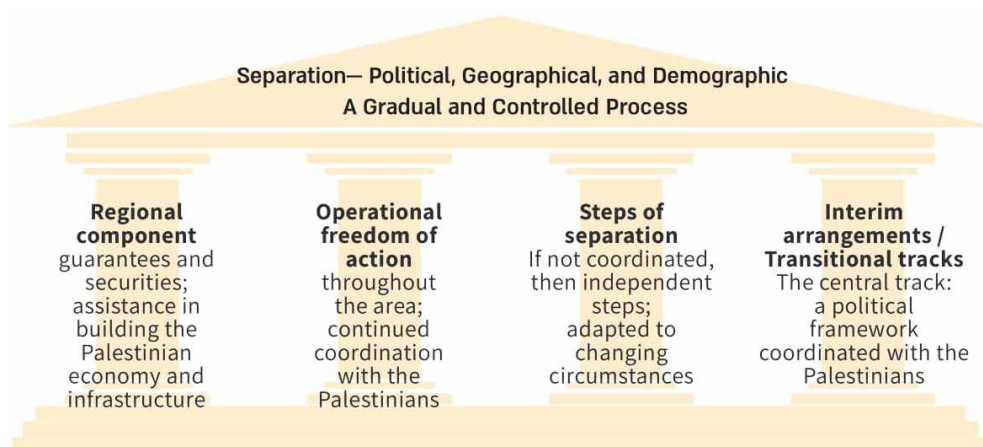 Separation— Political, Geographical, and Demographic
A Gradual and Controlled Process
Regional
component
guarantees and
securities;
assistance in
building the
Palestinian
economy and
infrastructure
Operational
freedom of
action
throughout
the area;
continued
coordination
with the
Palestinians
Steps of
separation
If not coordinated,
then independent
steps;
adapted to
changing
circumstances
Interim
arrangements /
Transitional tracks
The central track:
a political
framework
coordinated with the
Palestinians